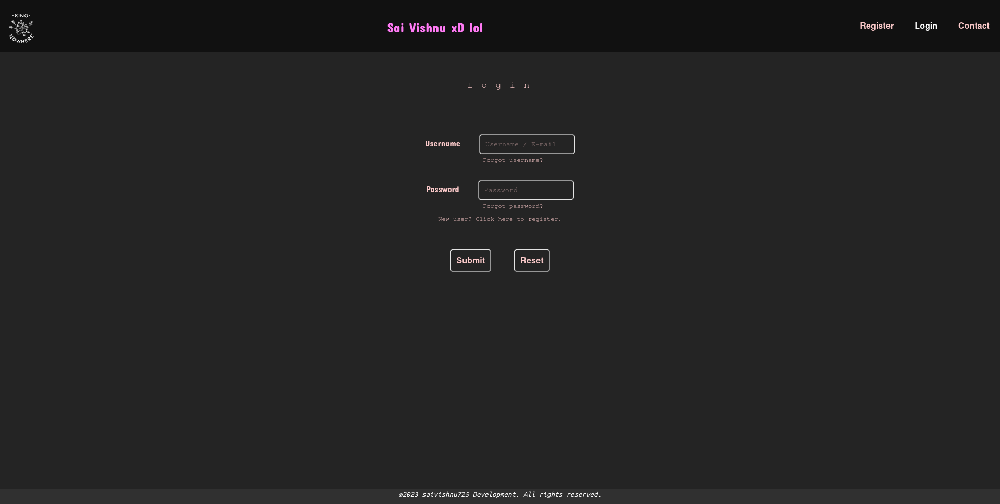 ·KING·
NOWHERE
Sai Vishnu xD lol
Register Login Contact
Login
Username
Username / E-mail
Forgot username?
Password
Password
Forgot password?
New user? Click here to register.
Submit Reset
©2023 saivishnu725 Development. All rights reserved.